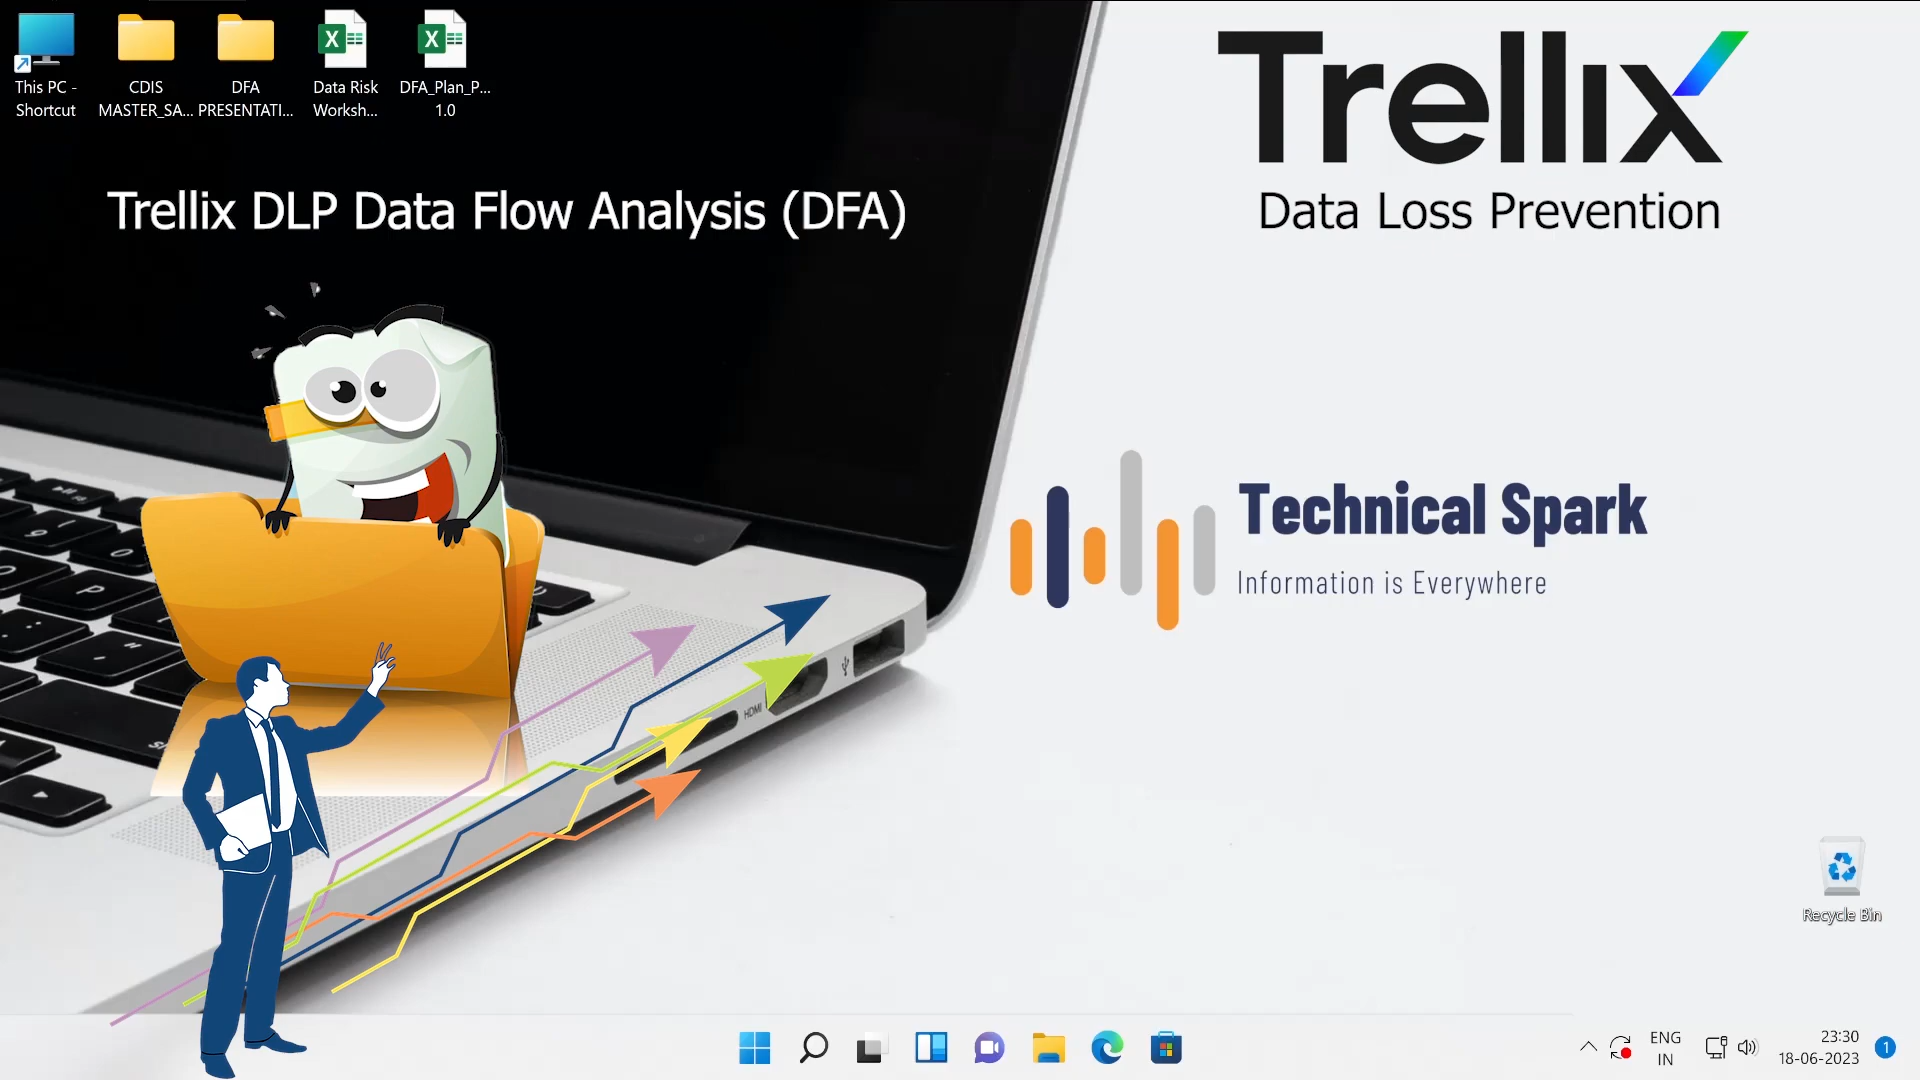 This PC -
Shortcut
CDIS
MASTER_SA...
DFA
PRESENTATI...
Data Risk
Worksh...
DFA_Plan_P...
1.0
Trellix
Data Loss Prevention
Trellix DLP Data Flow Analysis (DFA)
Technical Spark
Information is Everywhere
HDMI
Recycle Bin
ENG
IN
23:30
18-06-2023
1